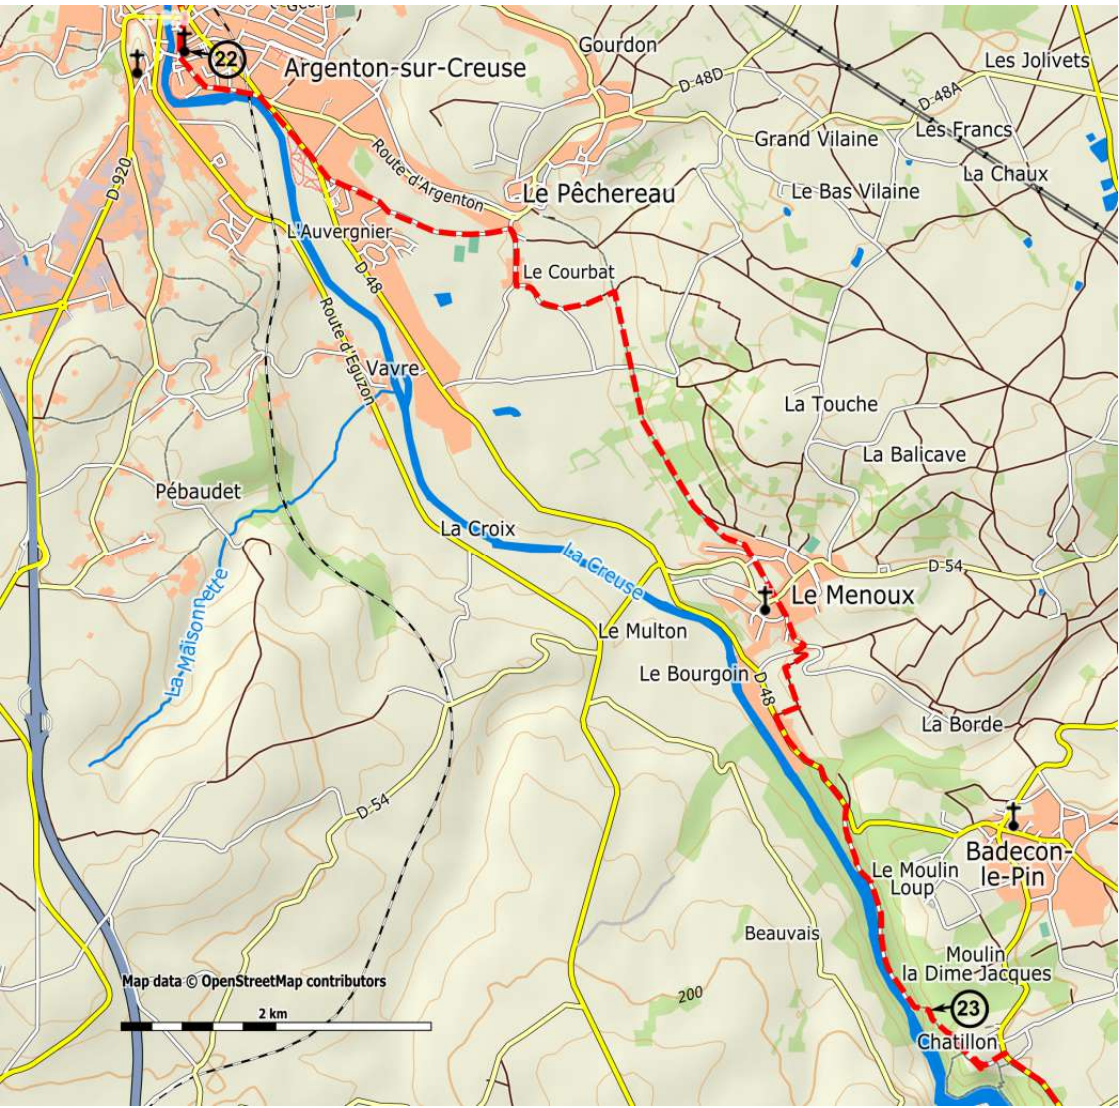 Gourdon
Les Jolivets
22
Argenton-sur-Creuse
D 48D
D 48A
Les Francs
Grand Vilaine
La Chaux
Route d'Argenton
D 920
Le Pêchereau
Le Bas Vilaine
L'Auvergnier
D 48
Le Courbat
Route d'Eguzon
Vavre
La Touche
La Balicave
Pébaudet
La Croix
La Creuse
D 54
La Maisonnette
Le Menoux
Le Multon
Le Bourgoin
D 48
La Borde
D 54
Badecon-
le-Pin
Le Moulin
Loup
Beauvais
Moulin
la Dime Jacques
Map data © OpenStreetMap contributors
200
23
2 km
Chatillon